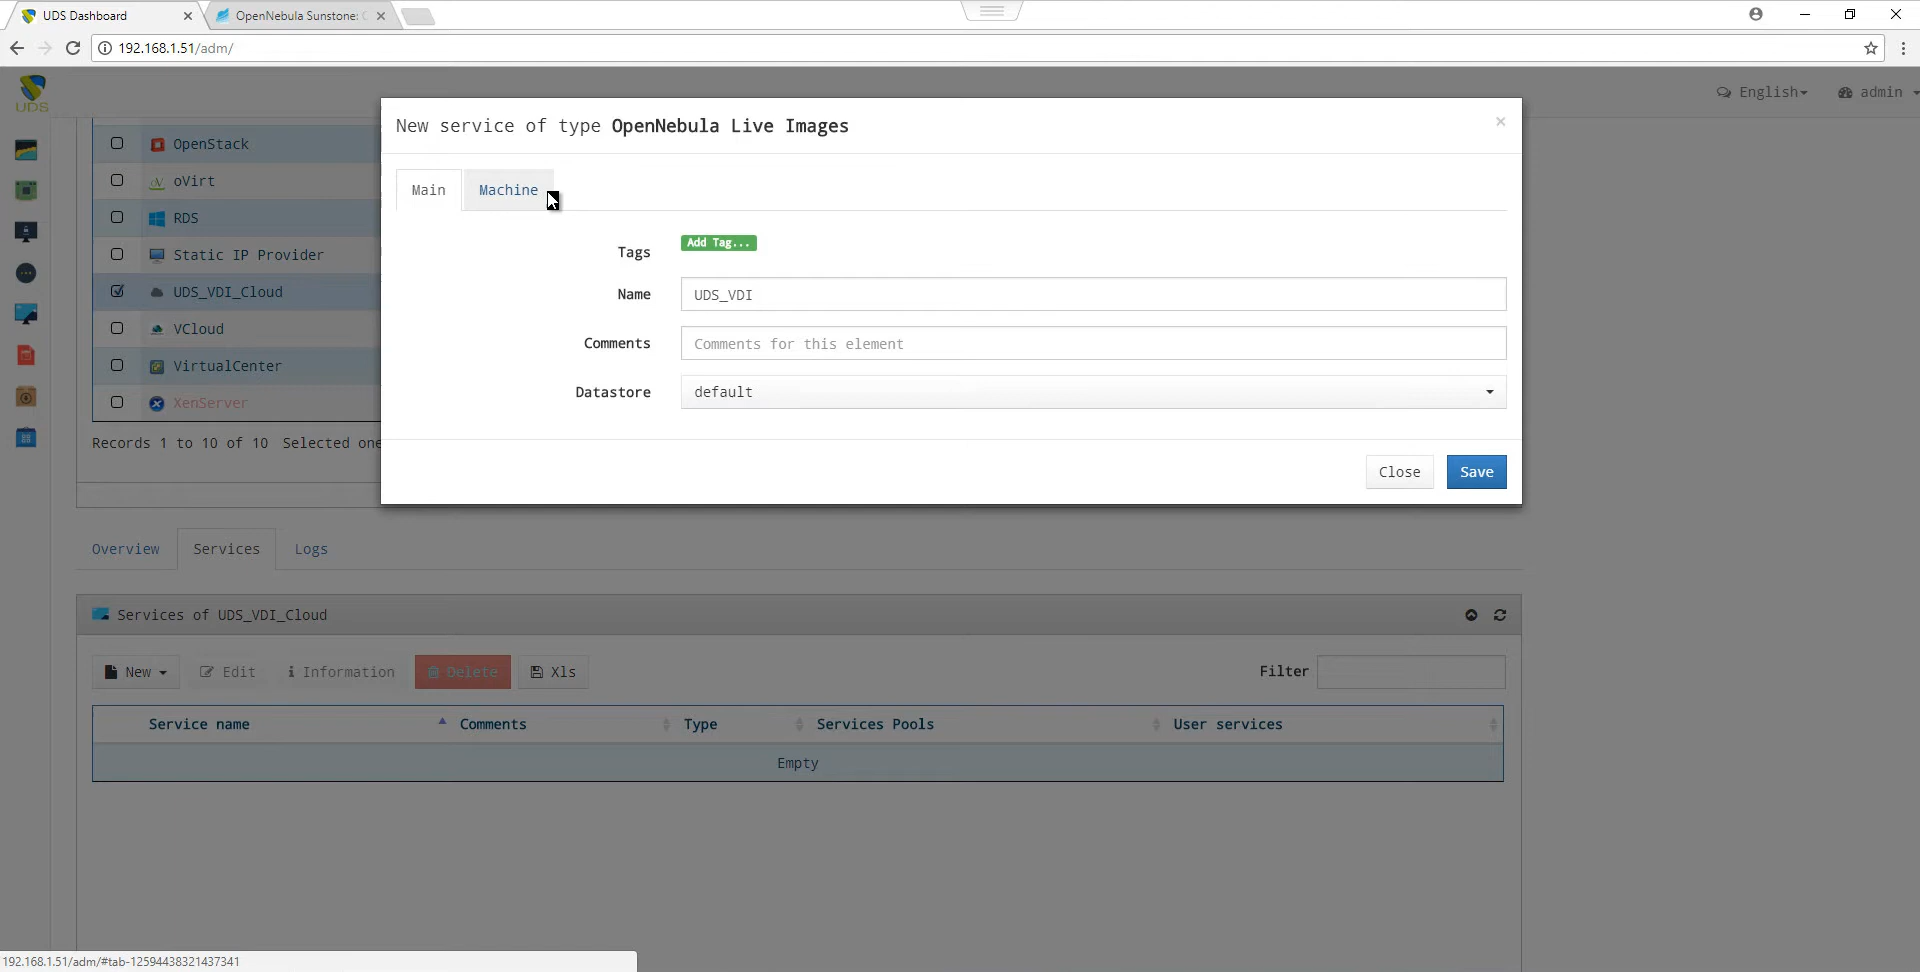 UDS Dashboard
OpenNebula Sunstone:
192.168.1.51/adm/
UDS
English
admin
New service of type OpenNebula Live Images
Main
Machine
Tags
Add Tag...
Name
UDS_VDI
Comments
Comments for this element
Datastore
default
Close
Save
OpenStack
oVirt
RDS
Static IP Provider
UDS_VDI_Cloud
VCloud
VirtualCenter
XenServer
Records 1 to 10 of 10 Selected one
Overview
Services
Logs
Services of UDS_VDI_Cloud
New
Edit
Information
Delete
Xls
Filter
Service name
Comments
Type
Services Pools
User services
Empty
192.168.1.51/adm/#tab-12594438321437341